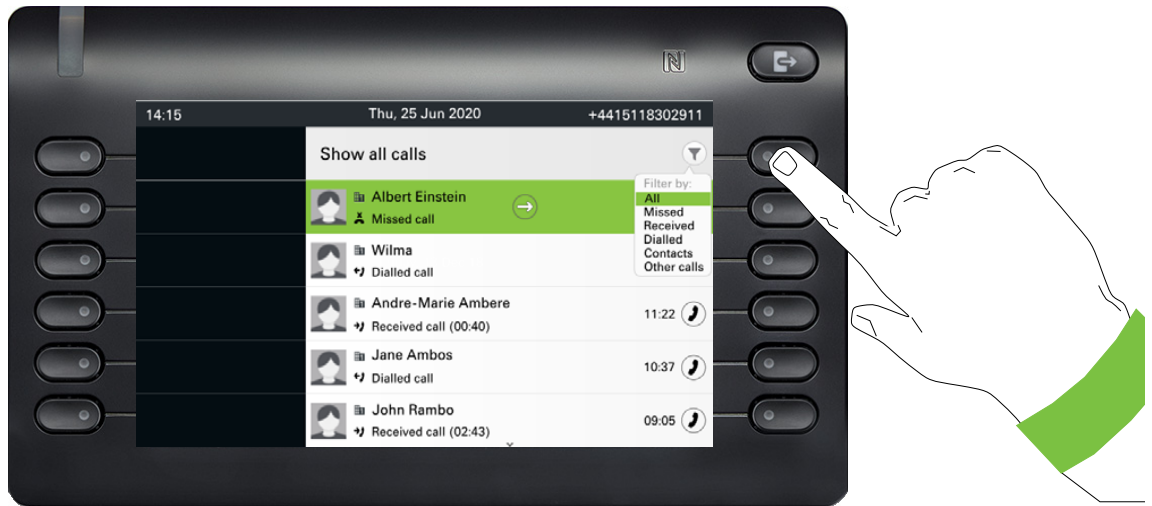 14:15 Thu, 25 Jun 2020 +4415118302911
Show all calls
Filter by:
All
Missed
Received
Dialled
Contacts
Other calls
Albert Einstein
Missed call
Wilma
Dialled call
Andre-Marie Ambere
Received call (00:40)
11:22
Jane Ambos
Dialled call
10:37
John Rambo
Received call (02:43)
09:05